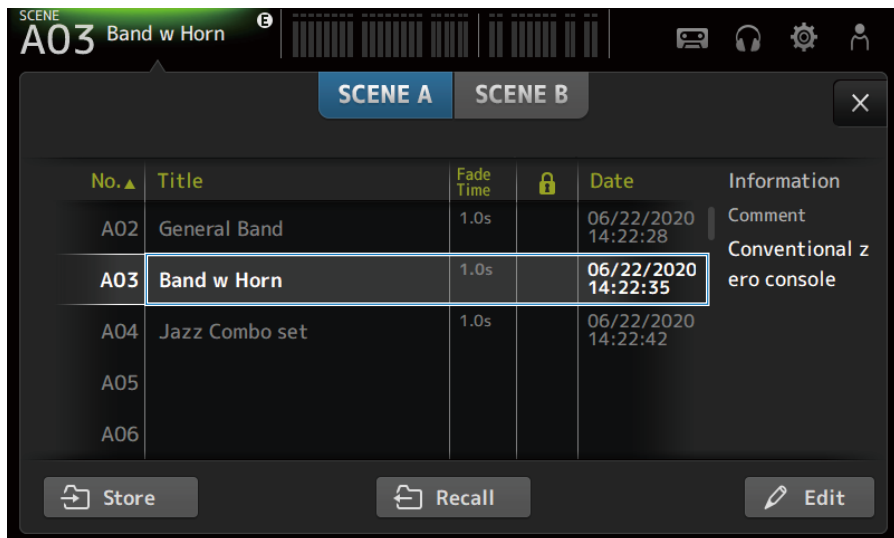 SCENE
A03 Band w Horn E
SCENE A SCENE B
No.▲ Title Fade Time Date Information
A02 General Band 1.0s 06/22/2020 14:22:28
Comment
Conventional z
ero console
A03 Band w Horn 1.0s 06/22/2020 14:22:35
A04 Jazz Combo set 1.0s 06/22/2020 14:22:42
A05
A06
Store Recall Edit